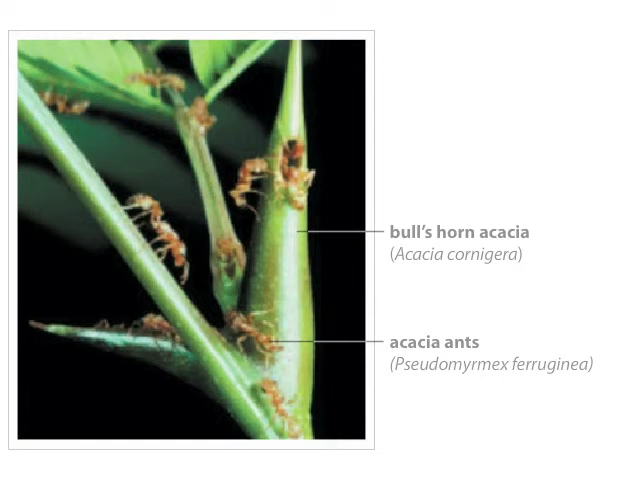 bull’s horn acacia
(Acacia cornigera)
acacia ants
(Pseudomyrmex ferruginea)